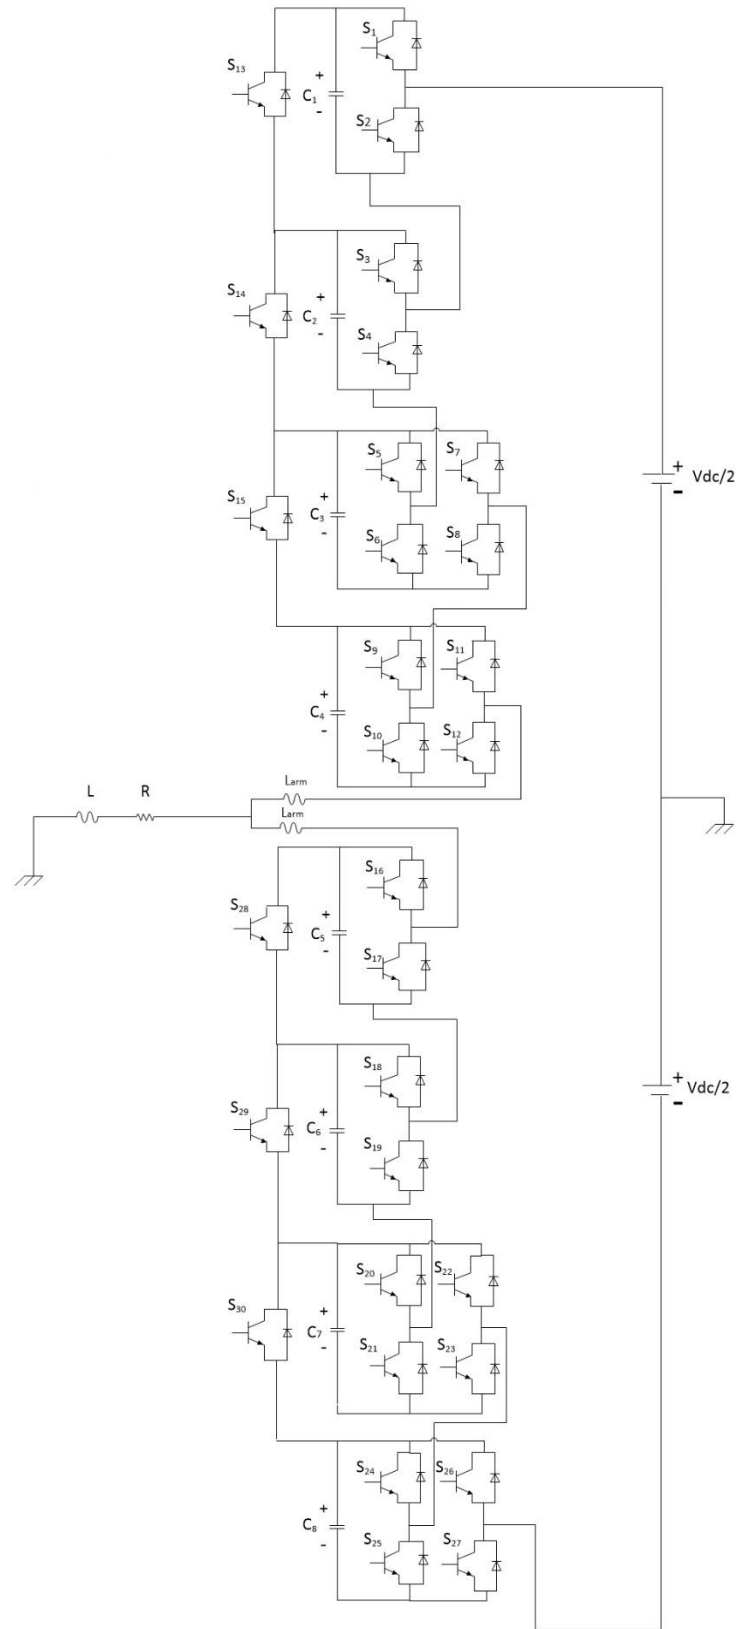 S1
S13
+
C1
-
S2
S3
S14
+
C2
-
S4
S5
S7
S15
+
C3
-
S6
S8
+
Vdc/2
-
S9
S11
+
C4
-
S10
S12
L
R
Larm
Larm
S16
S28
+
C5
-
S17
S18
S29
+
C6
-
S19
+
Vdc/2
-
S20
S22
S30
+
C7
-
S21
S23
S24
S26
+
C8
-
S25
S27